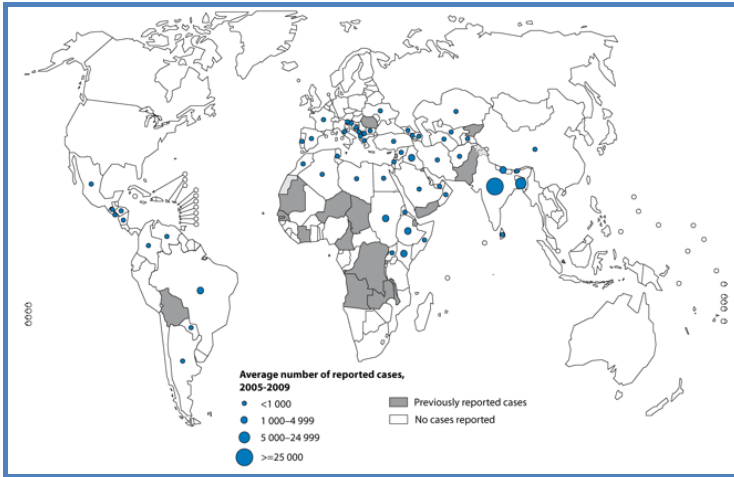 Average number of reported cases,
2005-2009
<1 000
1 000–4 999
5 000–24 999
>=25 000
Previously reported cases
No cases reported